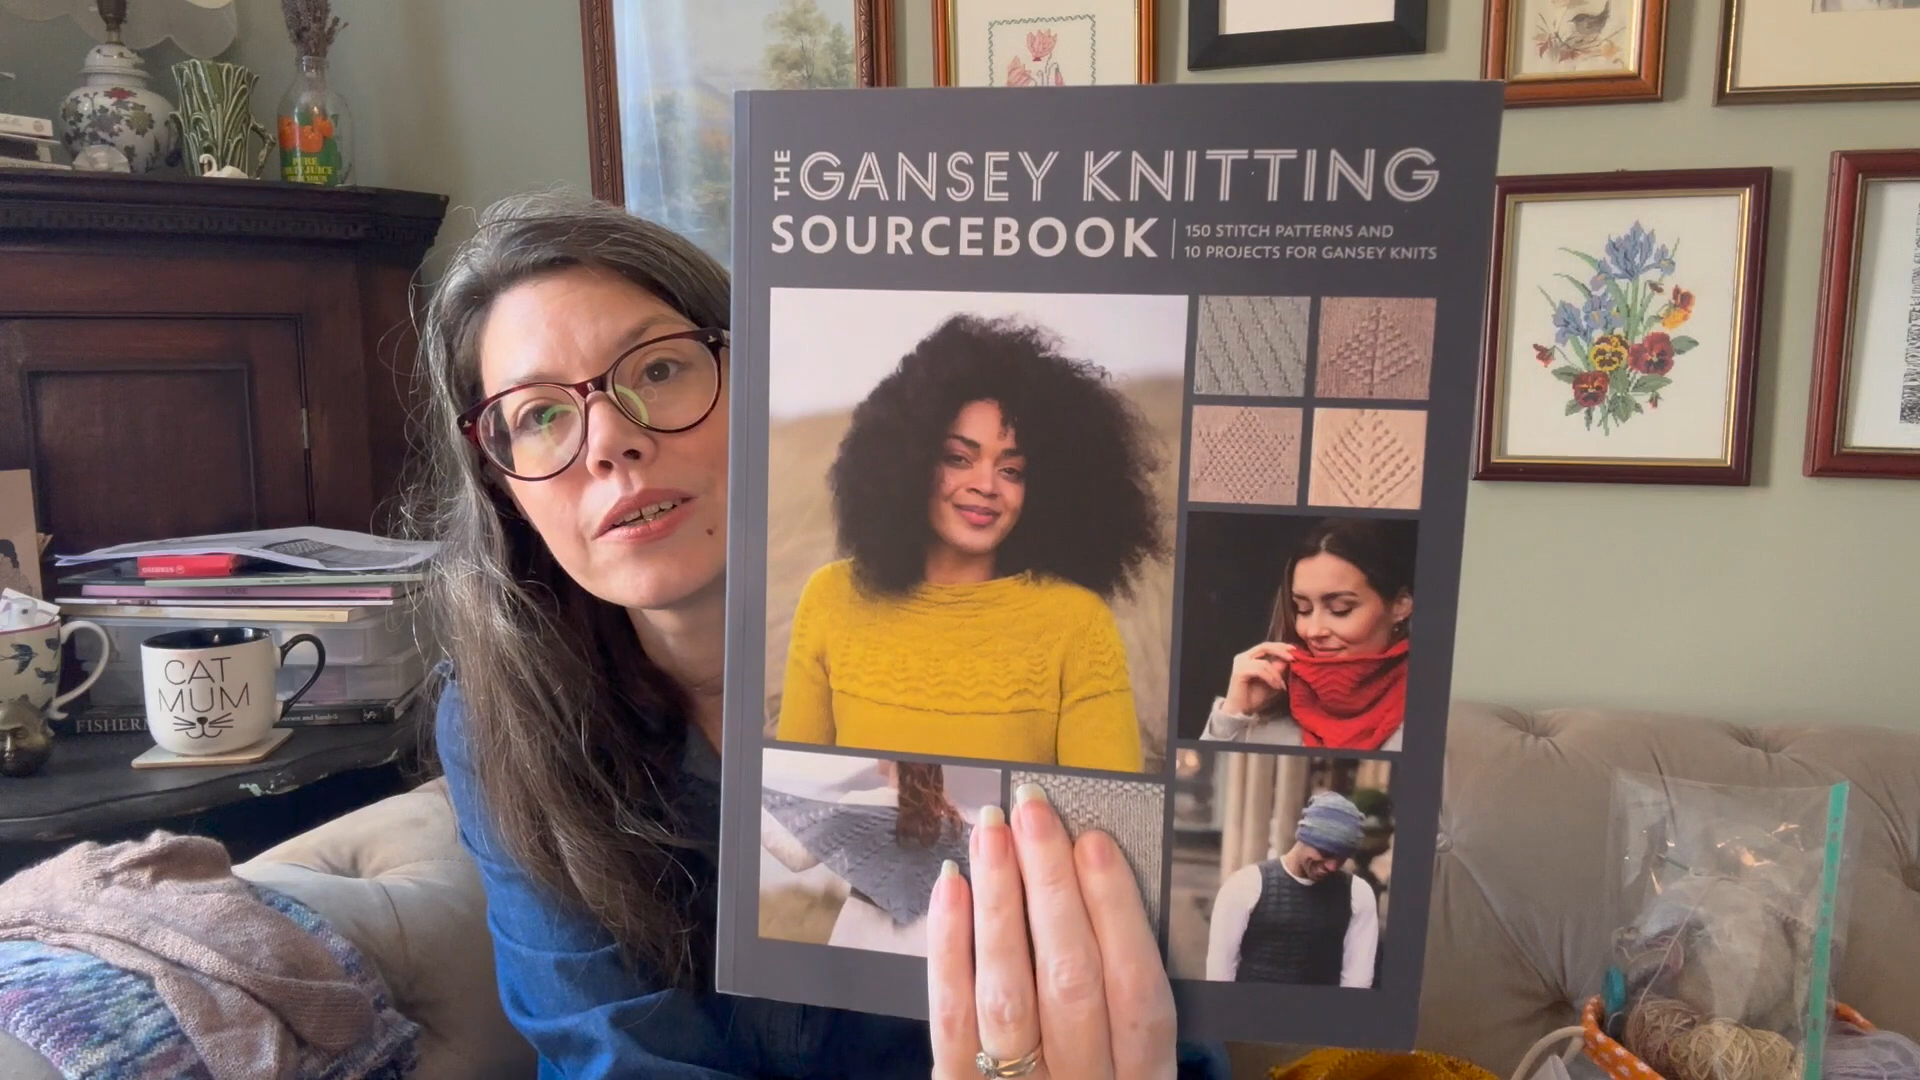 THE GANSEY KNITTING
SOURCEBOOK
150 STITCH PATTERNS AND
10 PROJECTS FOR GANSEY KNITS
PURE
CAT
MUM
FISHERM